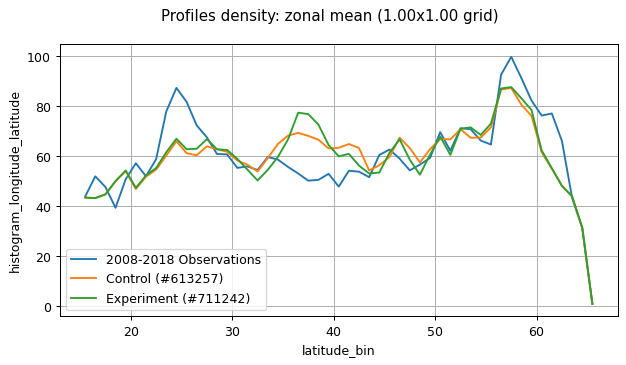 Profiles density: zonal mean (1.00x1.00 grid)
histogram_longitude_latitude
100
80
60
40
20
0
2008-2018 Observations
Control (#613257)
Experiment (#711242)
20
30
40
50
60
latitude_bin